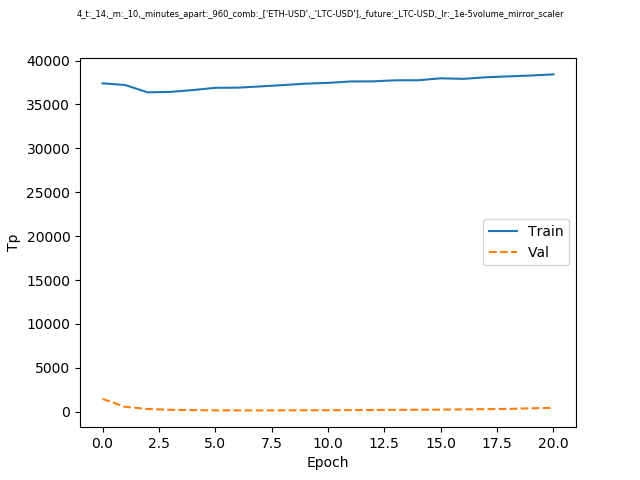 4_t:_14,_m:_10,_minutes_apart:_960_comb:_['ETH-USD',_'LTC-USD'],_future:_LTC-USD,_lr:_1e-5volume_mirror_scaler
40000
35000
30000
25000
20000
15000
10000
5000
0
Tp
Train
Val
0.0 2.5 5.0 7.5 10.0 12.5 15.0 17.5 20.0
Epoch